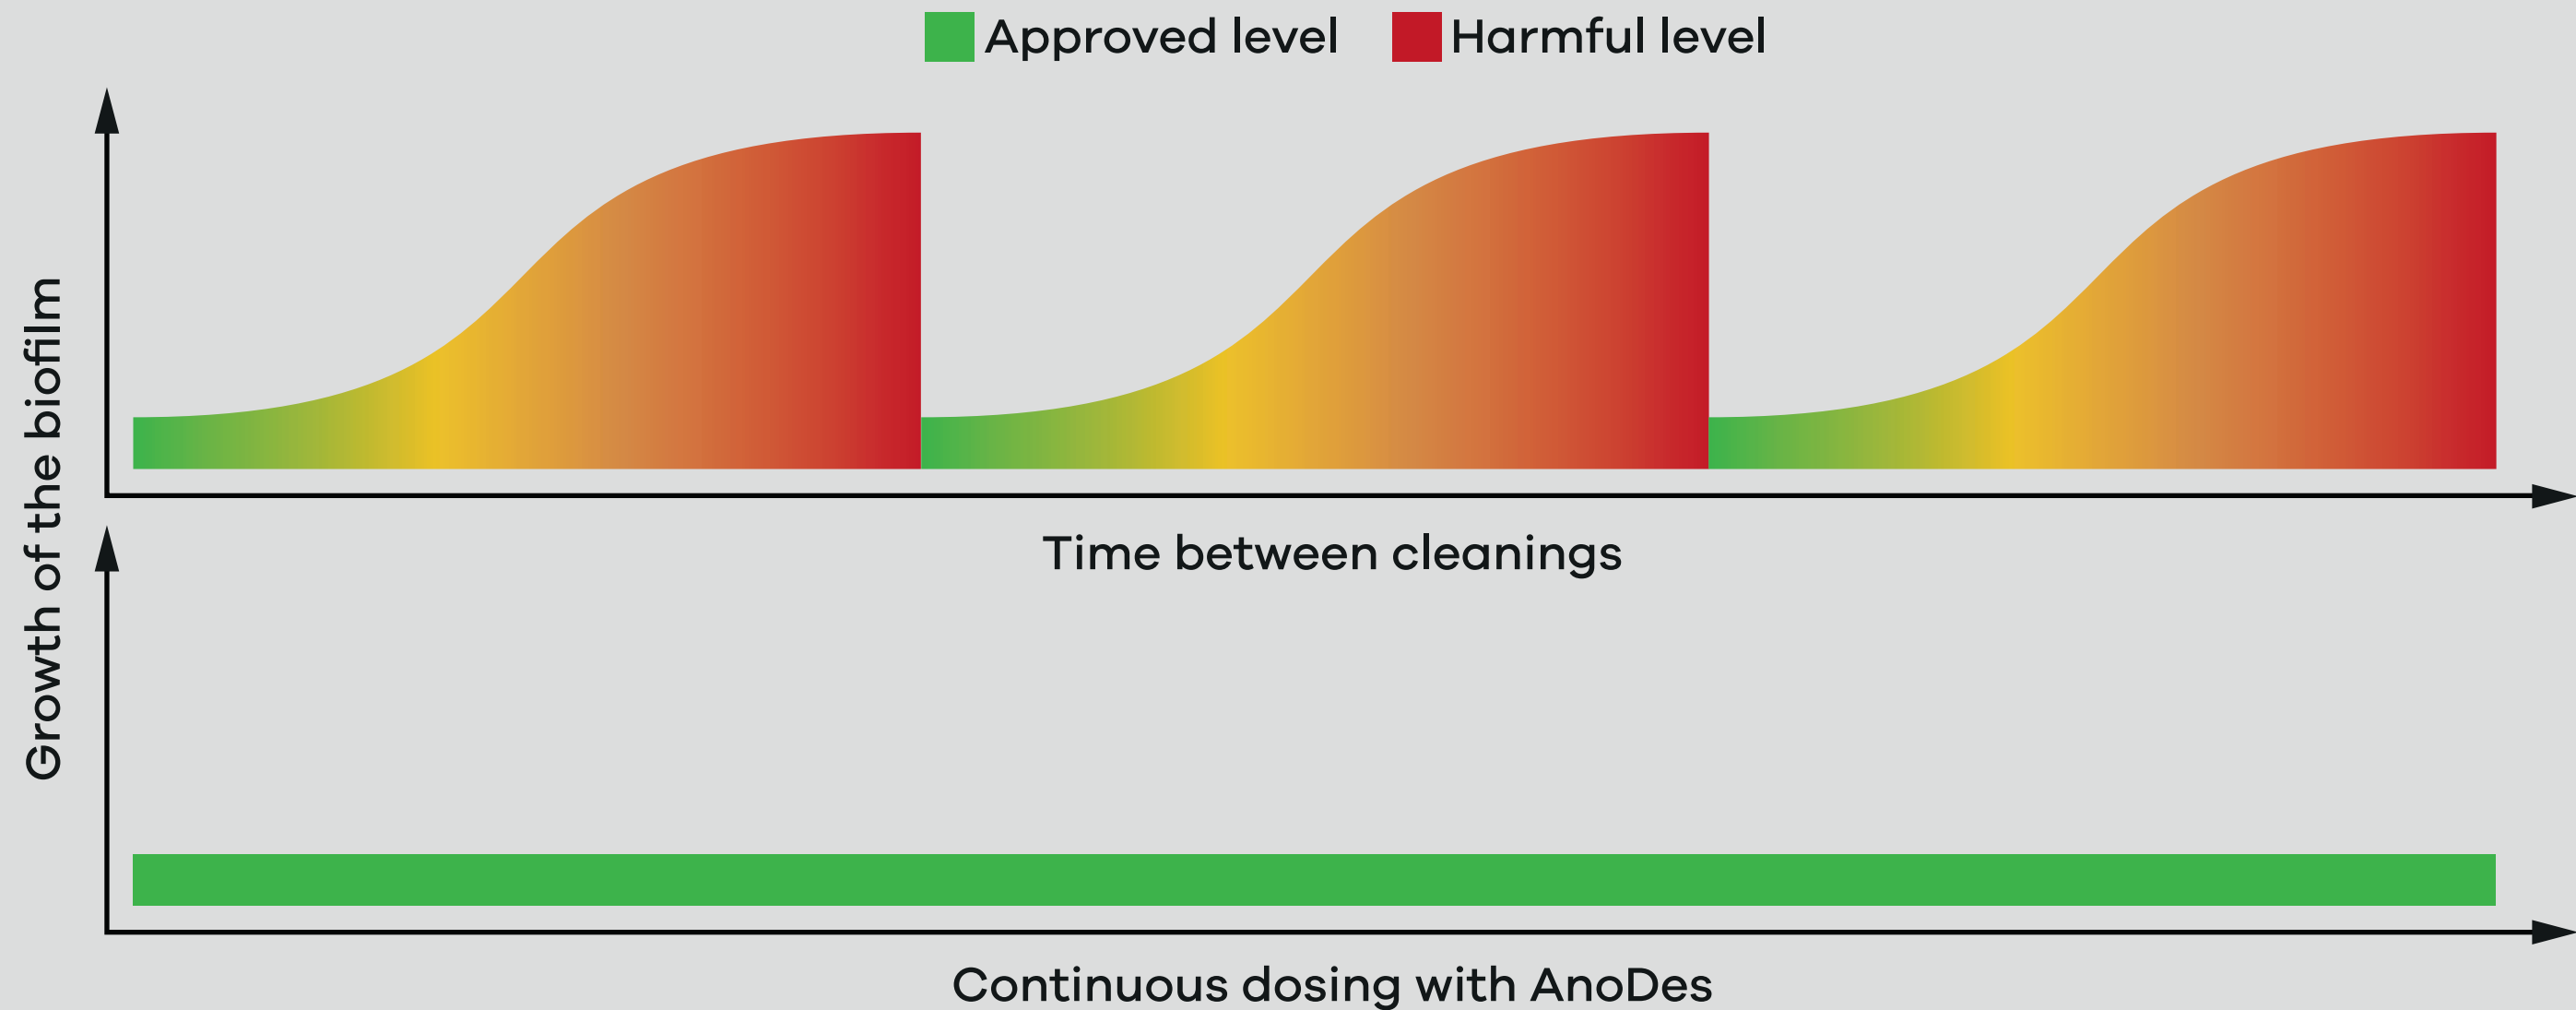 Approved level
Harmful level
Growth of the biofilm
Time between cleanings
Continuous dosing with AnoDes